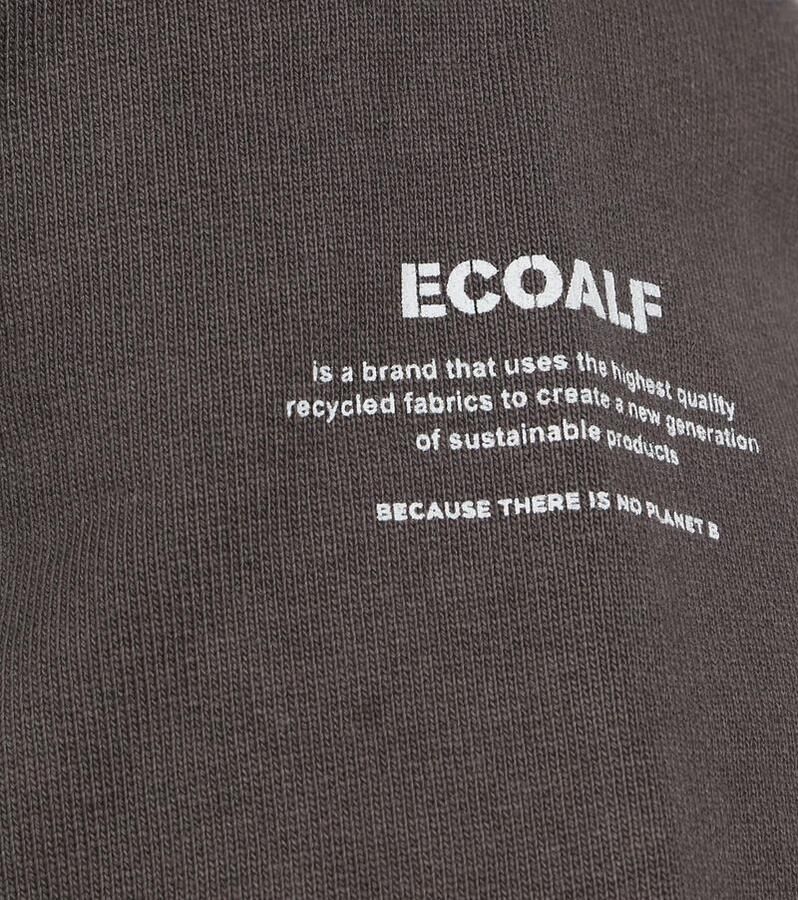 ECOALF
is a brand that uses the highest quality
recycled fabrics to create a new generation
of sustainable products
BECAUSE THERE IS NO PLANET B